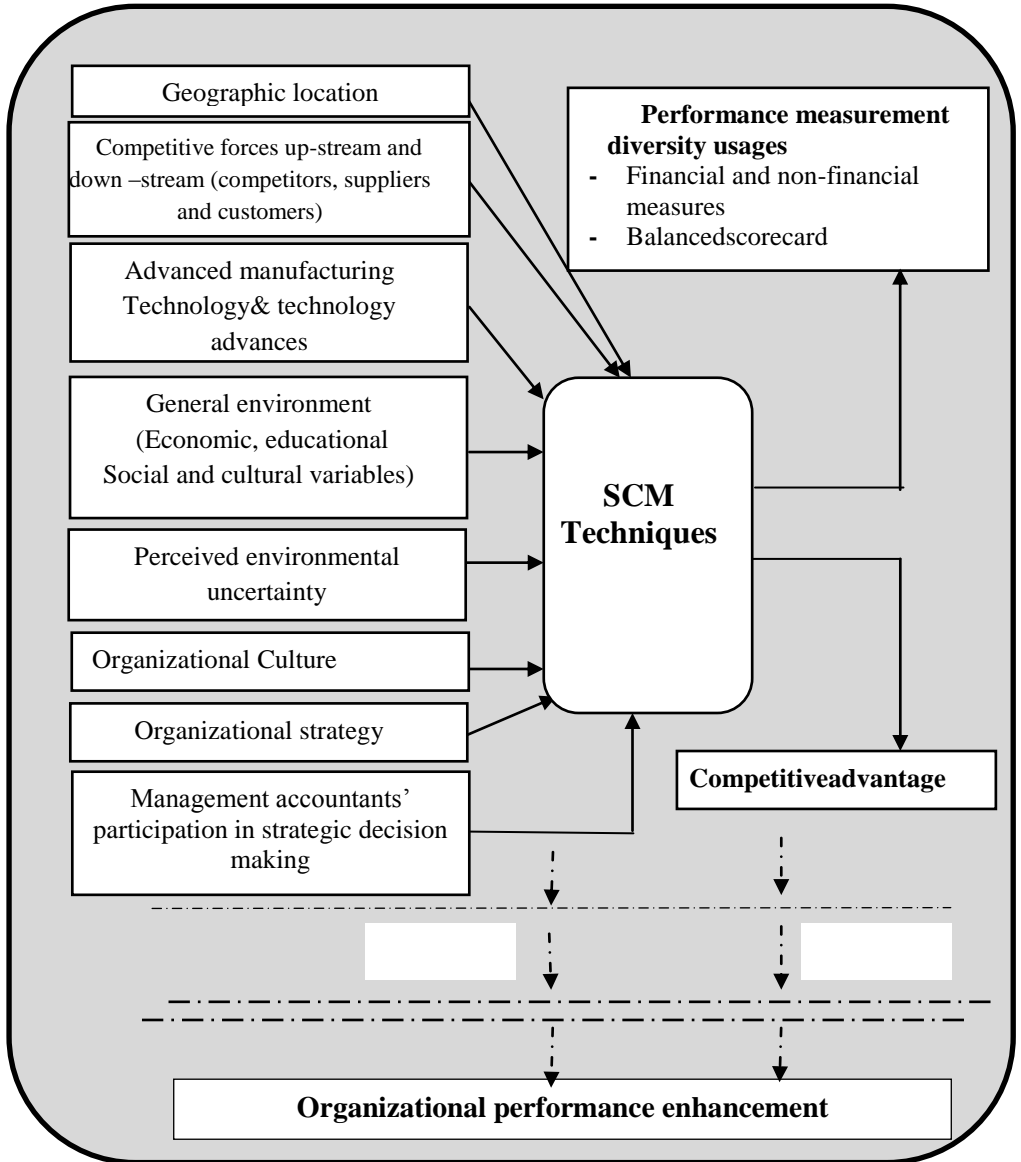 Geographic location
Competitive forces up-stream and
down –stream (competitors, suppliers
and customers)
Advanced manufacturing
Technology& technology
advances
General environment
(Economic, educational
Social and cultural variables)
Perceived environmental
uncertainty
Organizational Culture
Organizational strategy
Management accountants’
participation in strategic decision
making
SCM
Techniques
Performance measurement
diversity usages
- Financial and non-financial
measures
- Balancedscorecard
Competitiveadvantage
Organizational performance enhancement